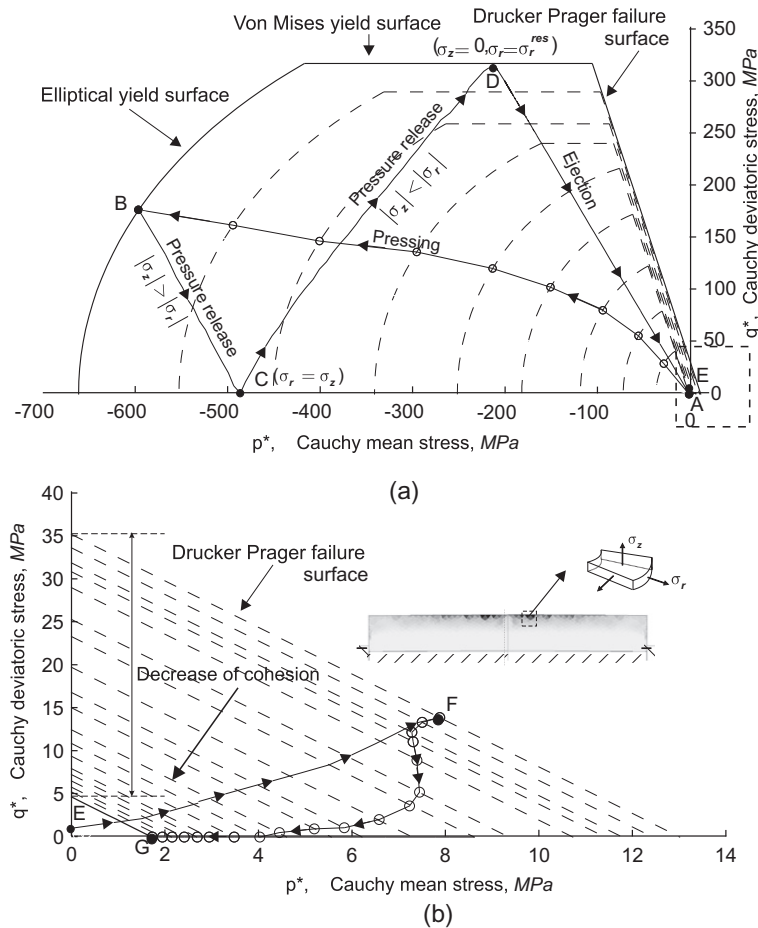 Von Mises yield surface
Drucker Prager failure
surface
(σz= 0,σr=σr^res)
Elliptical yield surface
D
350
300
250
200
150
100
50
0
q*, Cauchy deviatoric stress, MPa
Pressure release
|σz|<|σr|
Ejection
B
Pressing
Pressure release
|σz|>|σr|
C (σr = σz)
E
A
-700
-600
-500
-400
-300
-200
-100
0
p*, Cauchy mean stress, MPa
(a)
40
35
30
25
20
15
10
5
0
q*, Cauchy deviatoric stress, MPa
Drucker Prager failure
surface
σz
σr
Decrease of cohesion
F
E
G
0
2
4
6
8
10
12
14
p*, Cauchy mean stress, MPa
(b)